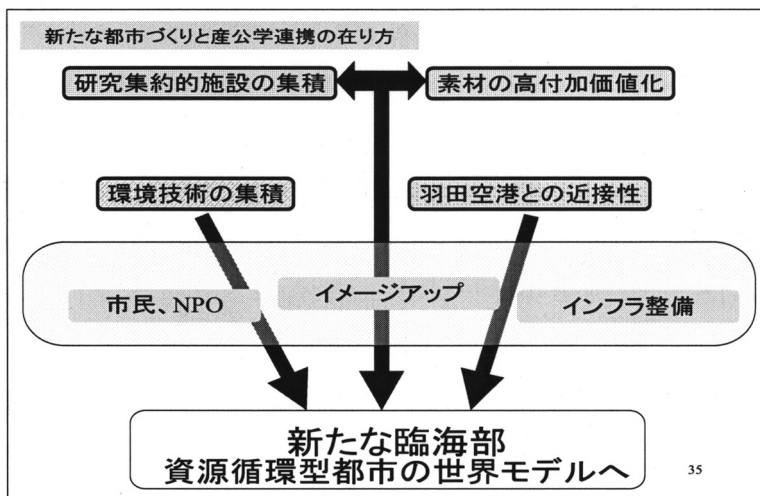 新たな都市づくりと産公学連携の在り方
研究集約的施設の集積
素材の高付加価値化
環境技術の集積
羽田空港との近接性
市民、NPO
イメージアップ
インフラ整備
新たな臨海部
資源循環型都市の世界モデルへ
35